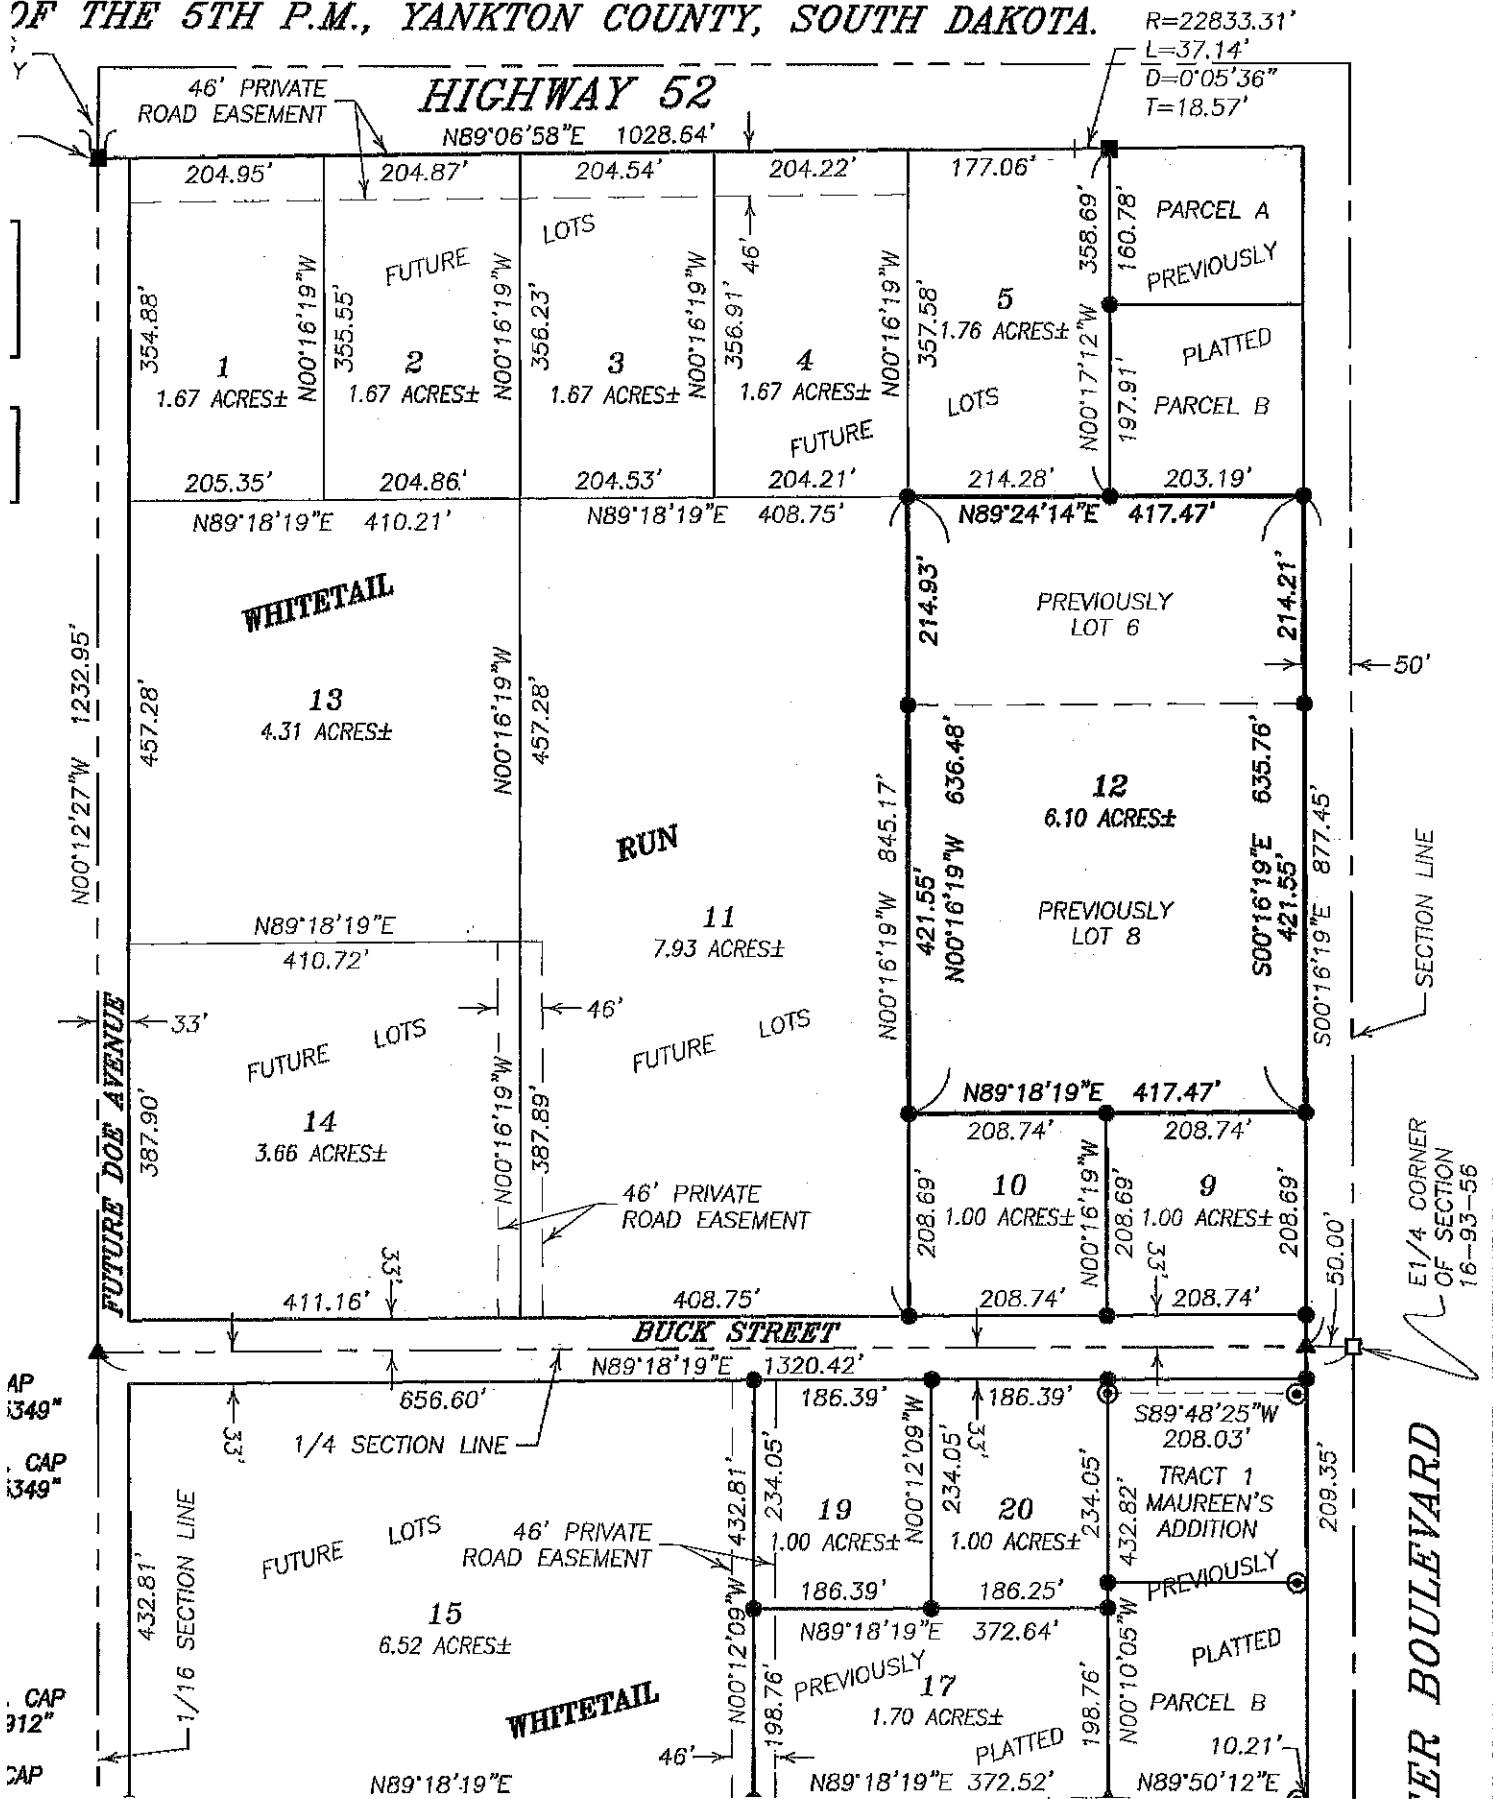 OF THE 5TH P.M., YANKTON COUNTY, SOUTH DAKOTA.
R=22833.31'
L=37.14'
D=0°05'36"
T=18.57'
Y
46' PRIVATE
ROAD EASEMENT
HIGHWAY 52
N89°06'58"E 1028.64'
204.95'
204.87'
204.54'
204.22'
177.06'
358.69'
160.78'
PARCEL A
PREVIOUSLY
FUTURE LOTS
46'
354.88'
N00°16'19"W
355.55'
N00°16'19"W
356.23'
N00°16'19"W
356.91'
N00°16'19"W
357.58'
5
1.76 ACRES±
N00°17'12"W
197.91'
PLATTED
PARCEL B
1
1.67 ACRES±
2
1.67 ACRES±
3
1.67 ACRES±
4
1.67 ACRES±
FUTURE LOTS
205.35'
204.86'
204.53'
204.21'
214.28'
203.19'
N89°18'19"E 410.21'
N89°18'19"E 408.75'
N89°24'14"E 417.47'
WHITETAIL
214.93'
PREVIOUSLY
LOT 6
214.21'
50'
N00°12'27"W 1232.95'
457.28'
13
4.31 ACRES±
N00°16'19"W
457.28'
RUN
N00°16'19"W 845.17'
421.55'
N00°16'19"W 636.48'
12
6.10 ACRES±
PREVIOUSLY
LOT 8
S00°16'19"E 635.76'
421.55'
S00°16'19"E 877.45'
SECTION LINE
11
7.93 ACRES±
N89°18'19"E
410.72'
33'
46'
FUTURE LOTS
FUTURE LOTS
FUTURE DOE AVENUE
387.90'
14
3.66 ACRES±
N00°16'19"W
387.89'
46' PRIVATE
ROAD EASEMENT
N89°18'19"E 417.47'
208.74'
208.74'
208.69'
10
1.00 ACRES±
N00°16'19"W
208.69'
9
1.00 ACRES±
208.69'
33'
50.00'
E1/4 CORNER
OF SECTION
16-93-56
33'
411.16'
408.75'
208.74'
208.74'
BUCK STREET
N89°18'19"E 1320.42'
AP
349"
CAP
349"
656.60'
33'
1/4 SECTION LINE
186.39'
186.39'
33'
S89°48'25"W
208.03'
TRACT 1
MAUREEN'S
ADDITION
209.35'
432.81'
234.05'
N00°12'09"W
234.05'
234.05'
432.82'
19
1.00 ACRES±
20
1.00 ACRES±
FUTURE LOTS
46' PRIVATE
ROAD EASEMENT
432.81'
1/16 SECTION LINE
15
6.52 ACRES±
N00°12'09"W
186.39'
186.25'
N89°18'19"E 372.64'
PREVIOUSLY
PLATTED
PARCEL B
N00°10'05"W
PREVIOUSLY
17
1.70 ACRES±
PLATTED
198.76'
198.76'
WHITETAIL
46'
CAP
912"
CAP
10.21'
N89°18'19"E
N89°18'19"E 372.52'
N89°50'12"E
ER BOULEVARD